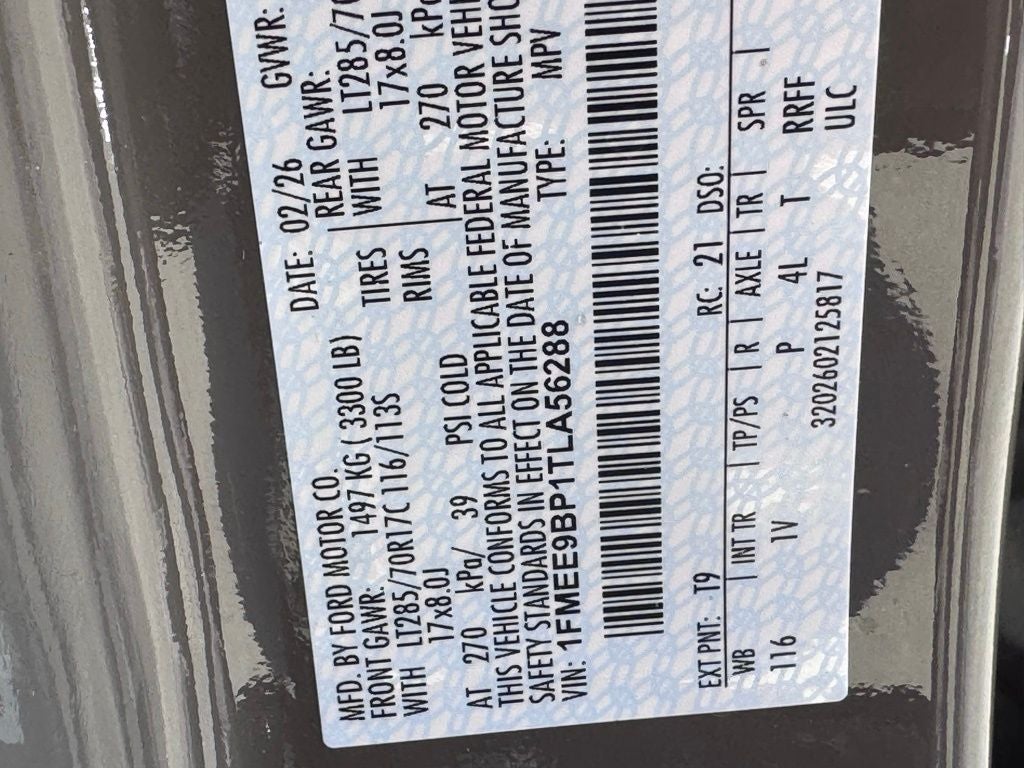 MFD. BY FORD MOTOR CO.
DATE: 02/26 GVWR:
FRONT GAWR: 1497 KG ( 3300 LB) REAR GAWR:
WITH LT285/70R17C 116/113S TIRES WITH LT285/70
17x8.0J RIMS 17x8.0J
AT 270 kPa/ 39 PSI COLD AT 270 kPa
THIS VEHICLE CONFORMS TO ALL APPLICABLE FEDERAL MOTOR VEHI
SAFETY STANDARDS IN EFFECT ON THE DATE OF MANUFACTURE SHO
VIN: 1FMEE9BP1TLA56288 TYPE: MPV
EXT PNT: T9 RC: 21 DSO:
WB | INT TR | TP/PS | R | AXLE | TR | SPR |
116 1V P 4L T RRFF
320260212​5817 ULC